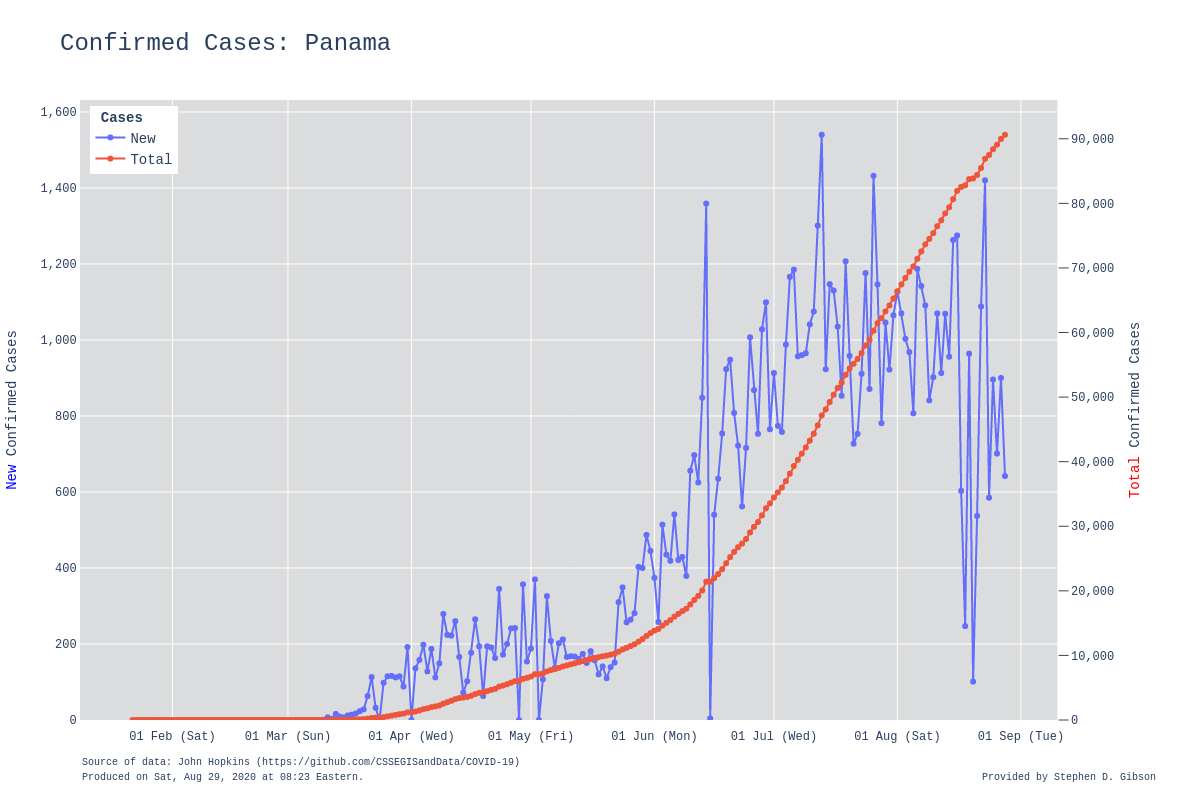 Confirmed Cases: Panama
Cases
New
Total
1,600
1,400
1,200
1,000
800
600
400
200
0
90,000
80,000
70,000
60,000
50,000
40,000
30,000
20,000
10,000
0
New Confirmed Cases
Total Confirmed Cases
01 Feb (Sat)
01 Mar (Sun)
01 Apr (Wed)
01 May (Fri)
01 Jun (Mon)
01 Jul (Wed)
01 Aug (Sat)
01 Sep (Tue)
Source of data: John Hopkins (https://github.com/CSSEGISandData/COVID-19)
Produced on Sat, Aug 29, 2020 at 08:23 Eastern.
Provided by Stephen D. Gibson